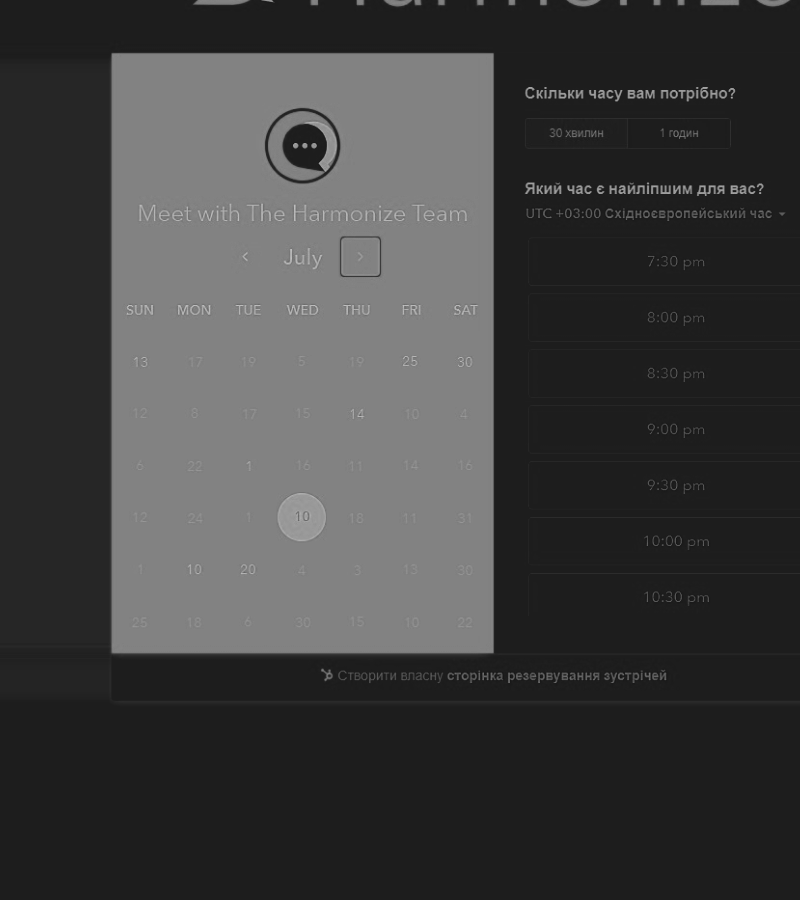 Harmonize
Meet with The Harmonize Team
July
SUN MON TUE WED THU FRI SAT
13 17 19 5 19 25 30
12 8 17 15 14 10 4
6 22 1 16 11 14 16
12 24 1 10 18 11 31
1 10 20 4 3 13 30
25 18 6 30 15 10 22
Скільки часу вам потрібно?
30 хвилин 1 годин
Який час є найліпшим для вас?
UTC +03:00 Східноєвропейський час
7:30 pm
8:00 pm
8:30 pm
9:00 pm
9:30 pm
10:00 pm
10:30 pm
Створити власну сторінка резервування зустрічей